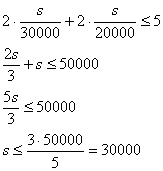 2 · s/30000 + 2 · s/20000 ≤ 5
2s/3 + s ≤ 50000
5s/3 ≤ 50000
s ≤ 3 · 50000/5 = 30000